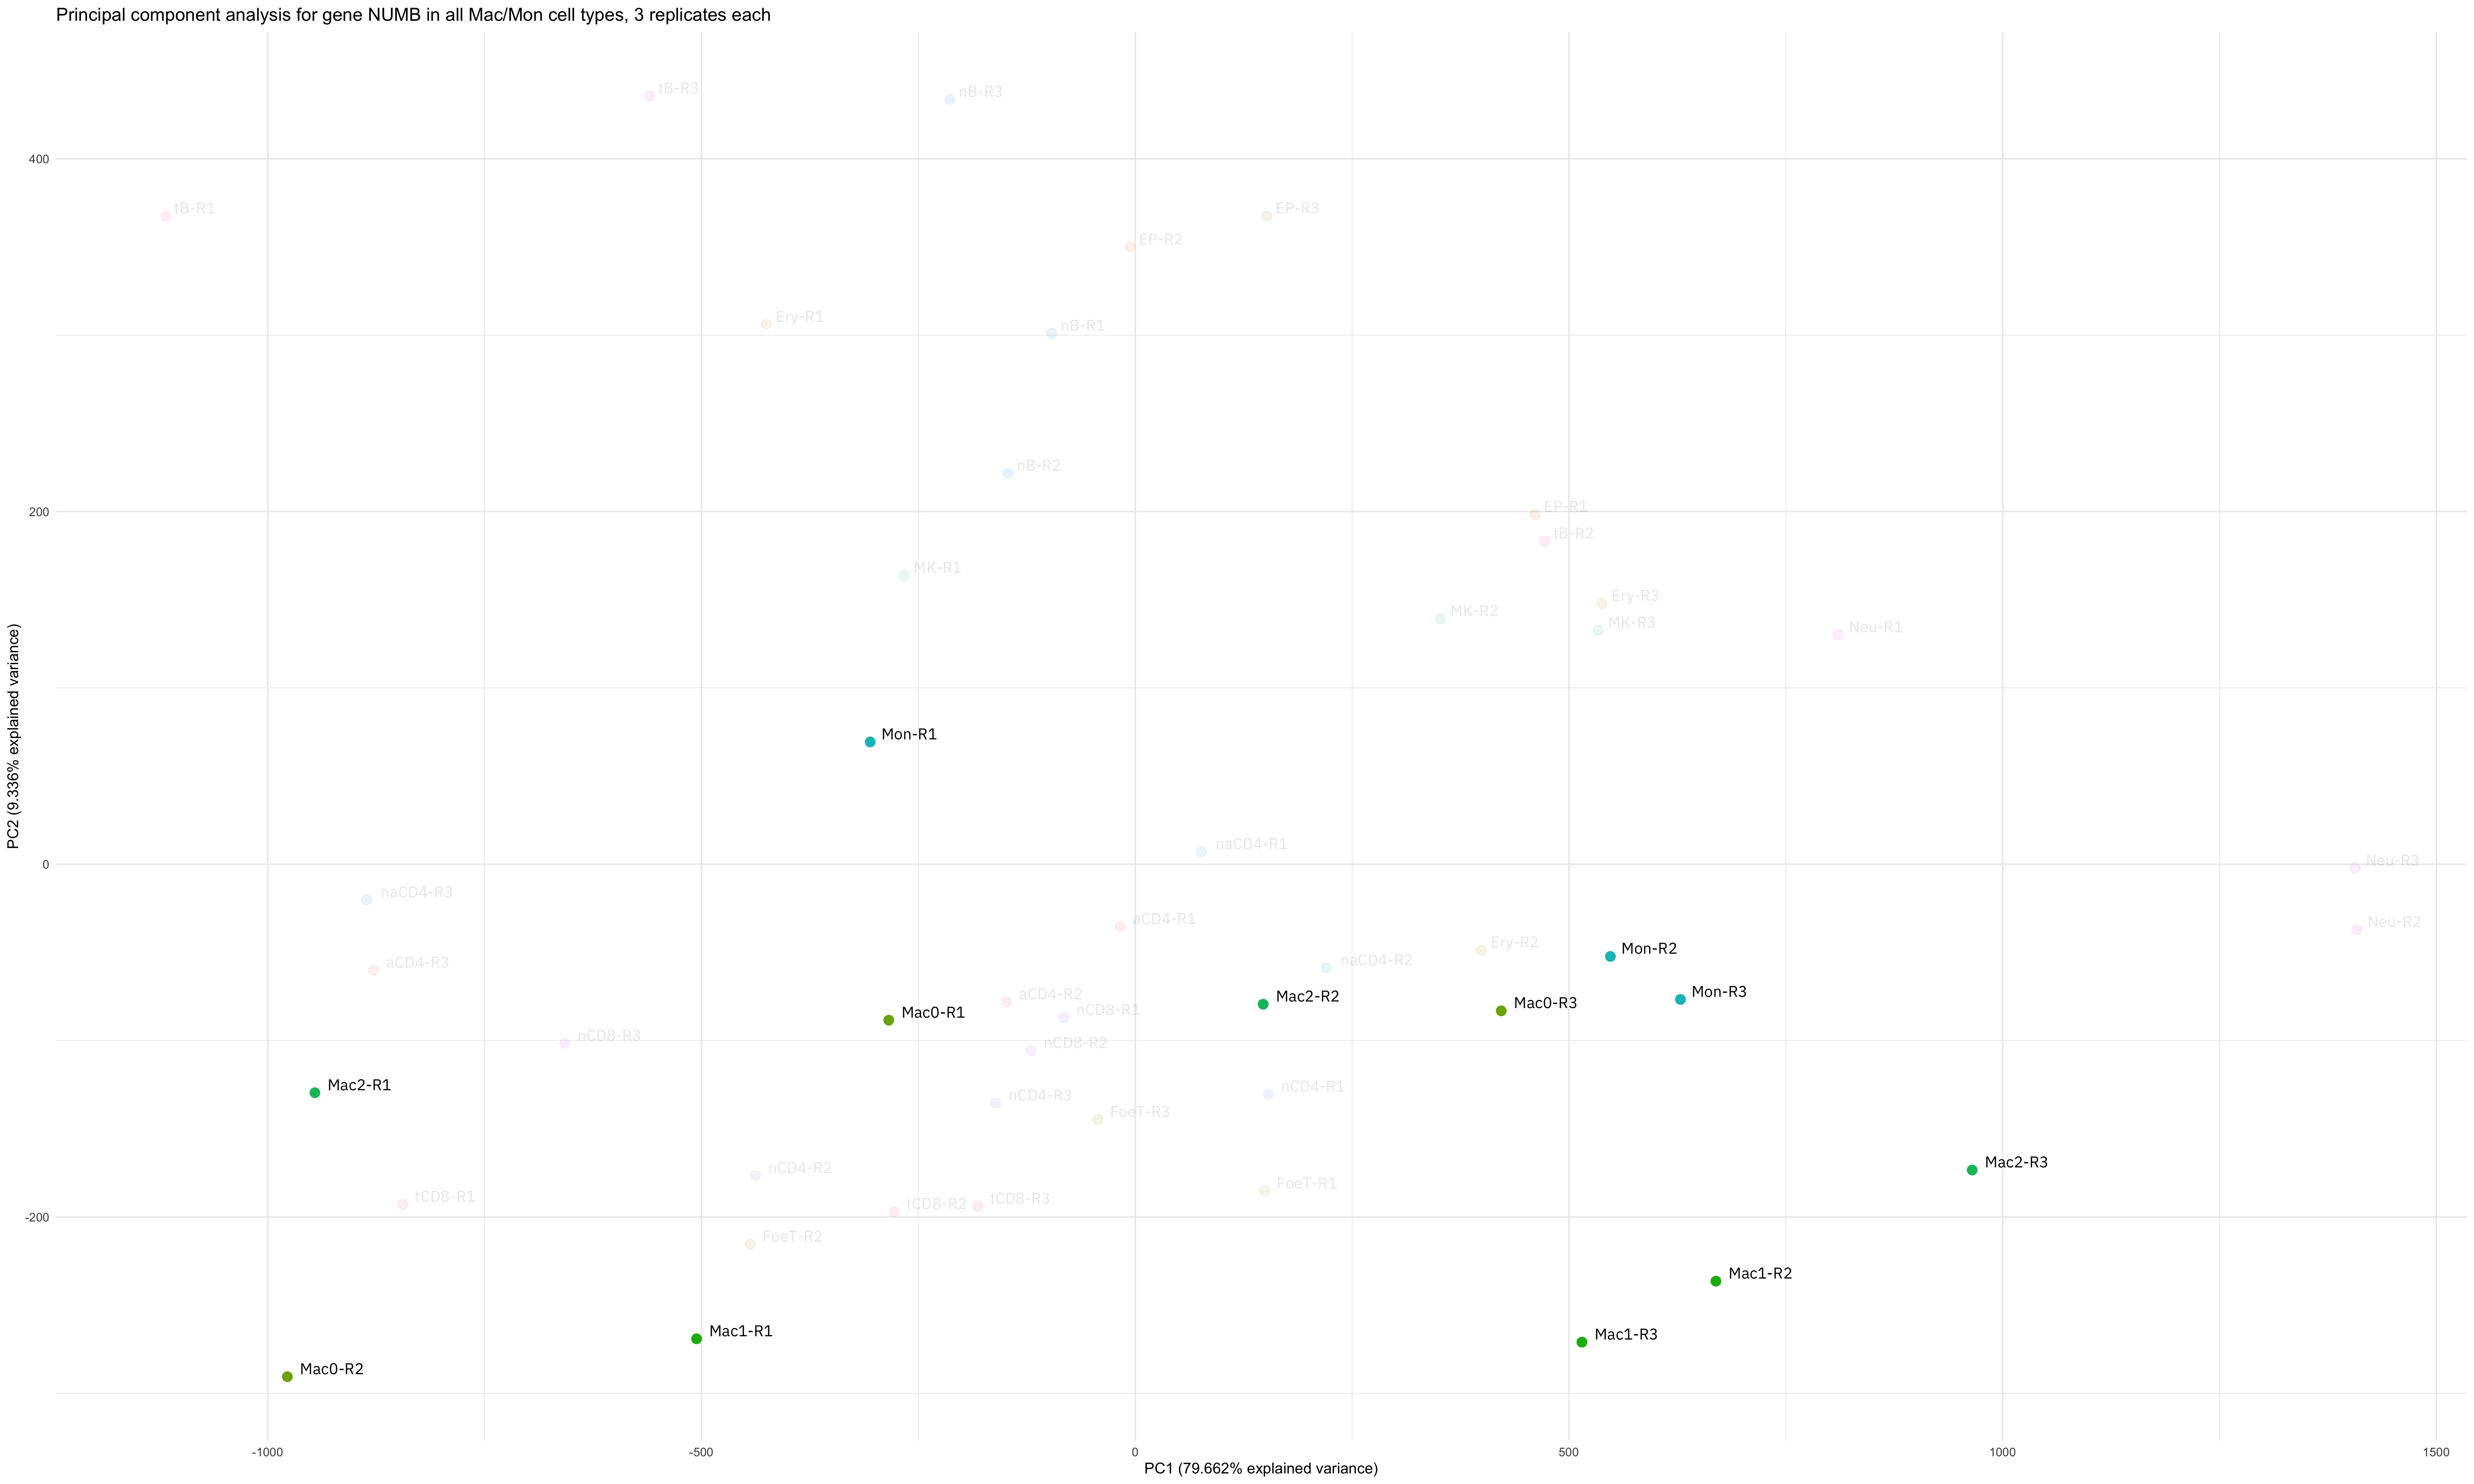 Principal component analysis for gene NUMB in all Mac/Mon cell types, 3 replicates each
tB-R3
nB-R3
400
tB-R1
EP-R3
EP-R2
Ery-R1
nB-R1
nB-R2
200
EP-R1
tB-R2
MK-R1
Ery-R3
MK-R2
MK-R3
Neu-R1
PC2 (9.336% explained variance)
Mon-R1
0
naCD4-R1
Neu-R3
naCD4-R3
aCD4-R1
Neu-R2
Ery-R2
Mon-R2
aCD4-R3
naCD4-R2
aCD4-R2
Mac2-R2
Mon-R3
Mac0-R1
nCD8-R1
Mac0-R3
nCD8-R3
nCD8-R2
Mac2-R1
nCD4-R3
nCD4-R1
FoeT-R3
nCD4-R2
Mac2-R3
FoeT-R1
tCD8-R1
tCD8-R2
tCD8-R3
-200
FoeT-R2
Mac1-R2
Mac1-R1
Mac1-R3
Mac0-R2
-1000
-500
0
500
1000
1500
PC1 (79.662% explained variance)